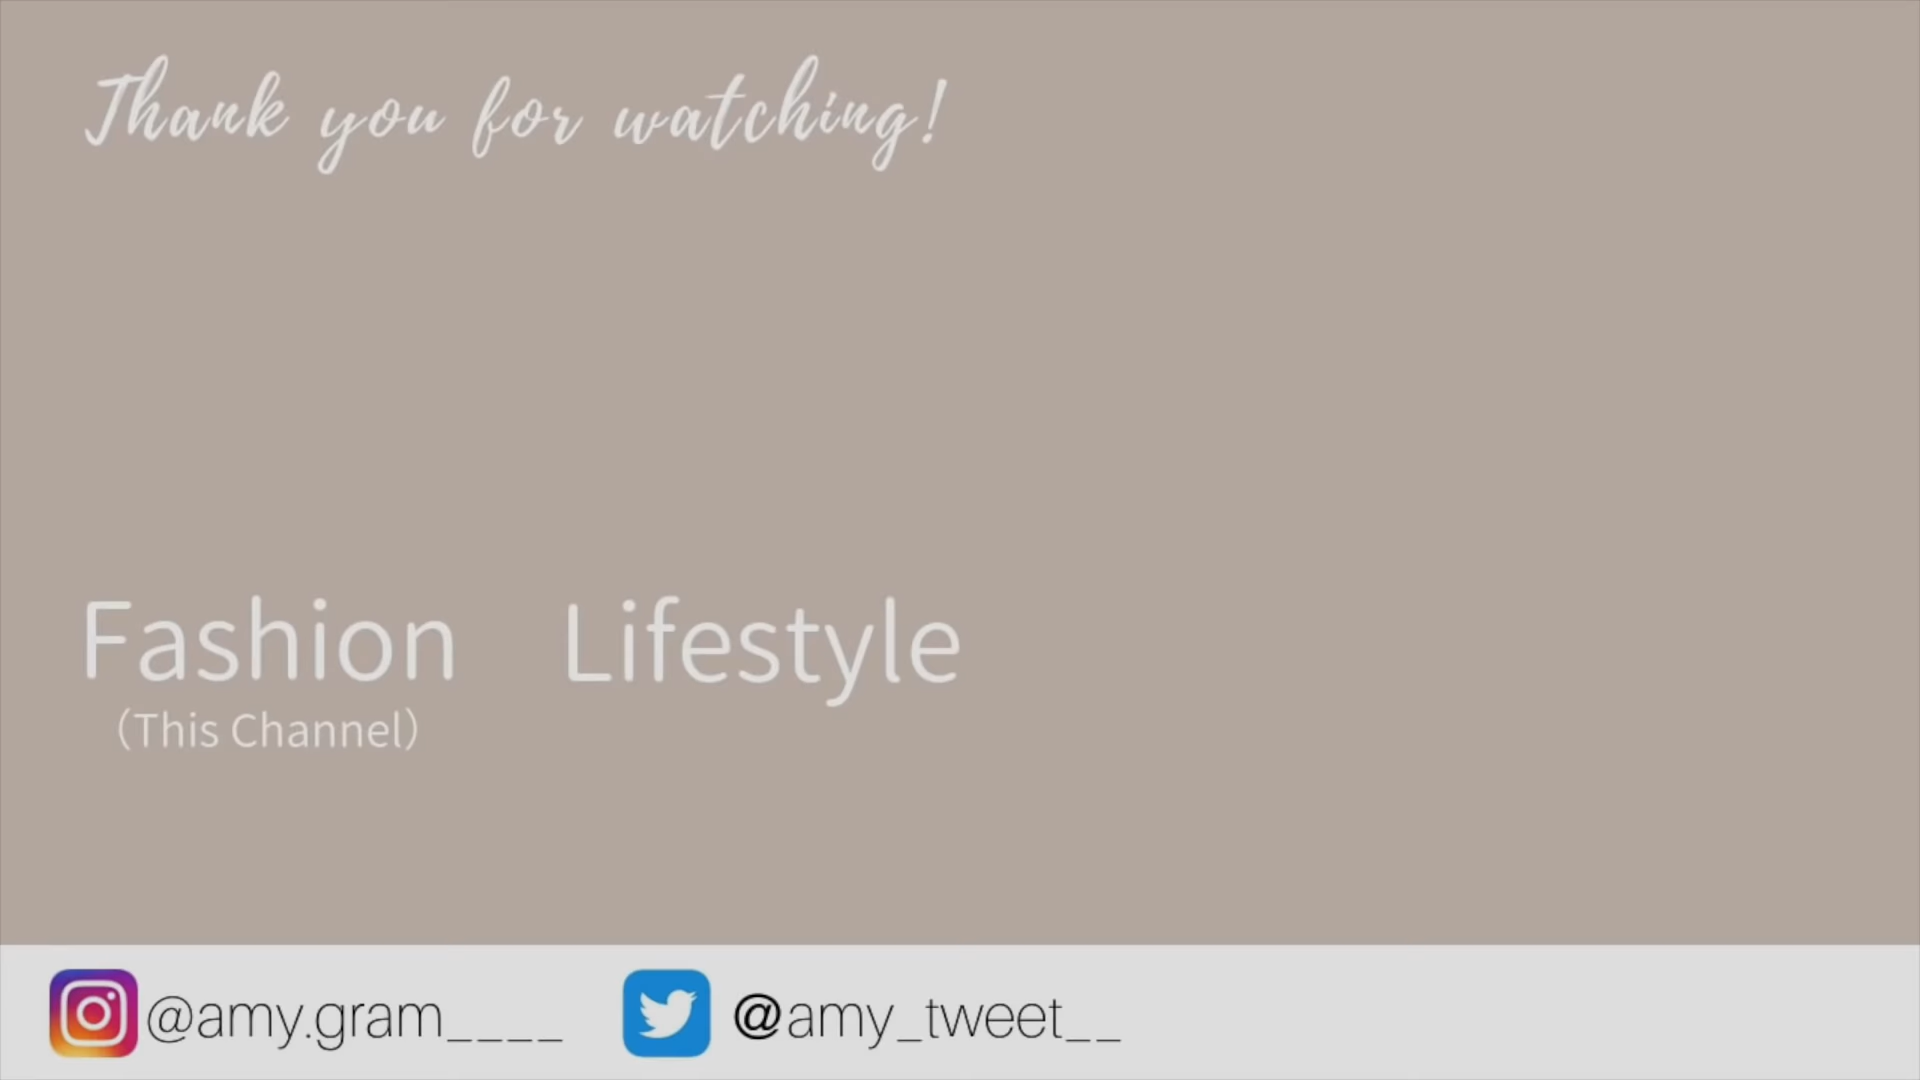 Thank you for watching!
Fashion Lifestyle
（This Channel）
@amy.gram____ @amy_tweet__